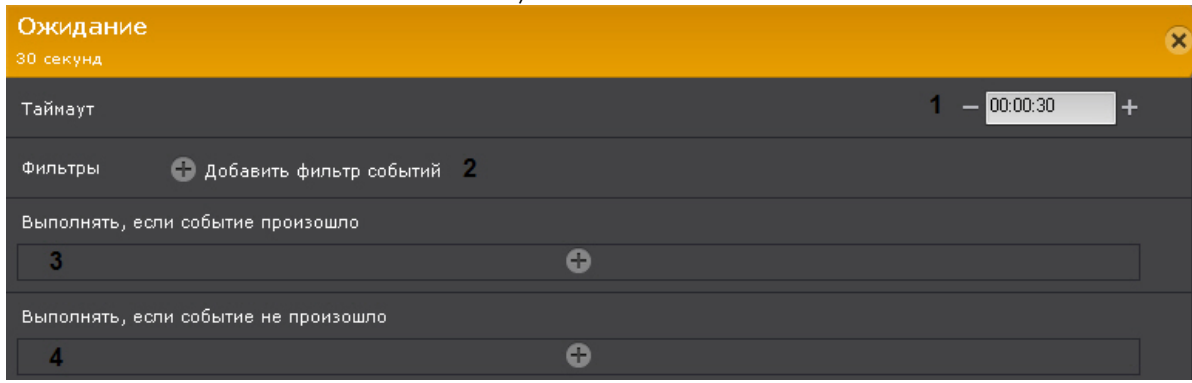 Ожидание
30 секунд
Таймаут 1 – 00:00:30 +
Фильтры + Добавить фильтр событий 2
Выполнять, если событие произошло
3 +
Выполнять, если событие не произошло
4 +